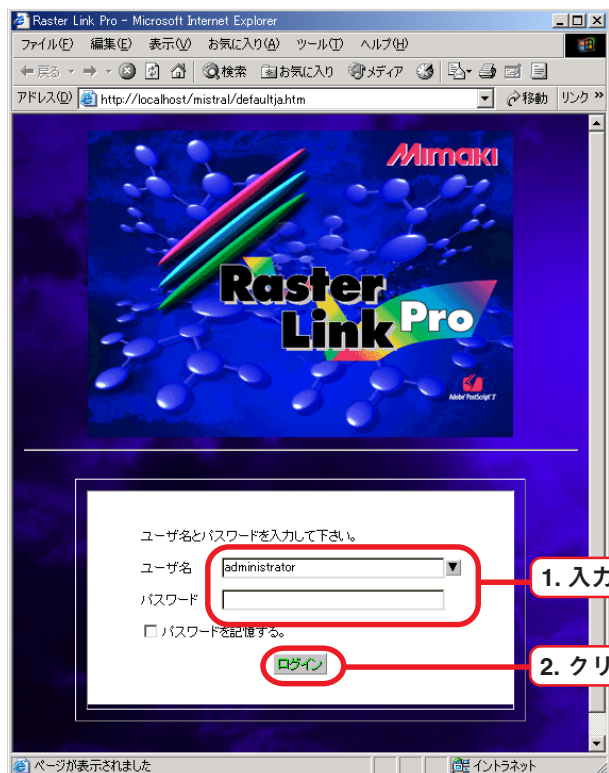 Raster Link Pro - Microsoft Internet Explorer
ファイル(F) 編集(E) 表示(V) お気に入り(A) ツール(T) ヘルプ(H)
戻る 検索 お気に入り メディア
アドレス(D) http://localhost/mistral/defaultja.htm 移動 リンク »
Mimaki
Raster
Link Pro
Adobe PostScript 3
ユーザ名とパスワードを入力して下さい。
ユーザ名 administrator
パスワード
1. 入力
パスワードを記憶する。
ログイン
2. クリ
ページが表示されました イントラネット